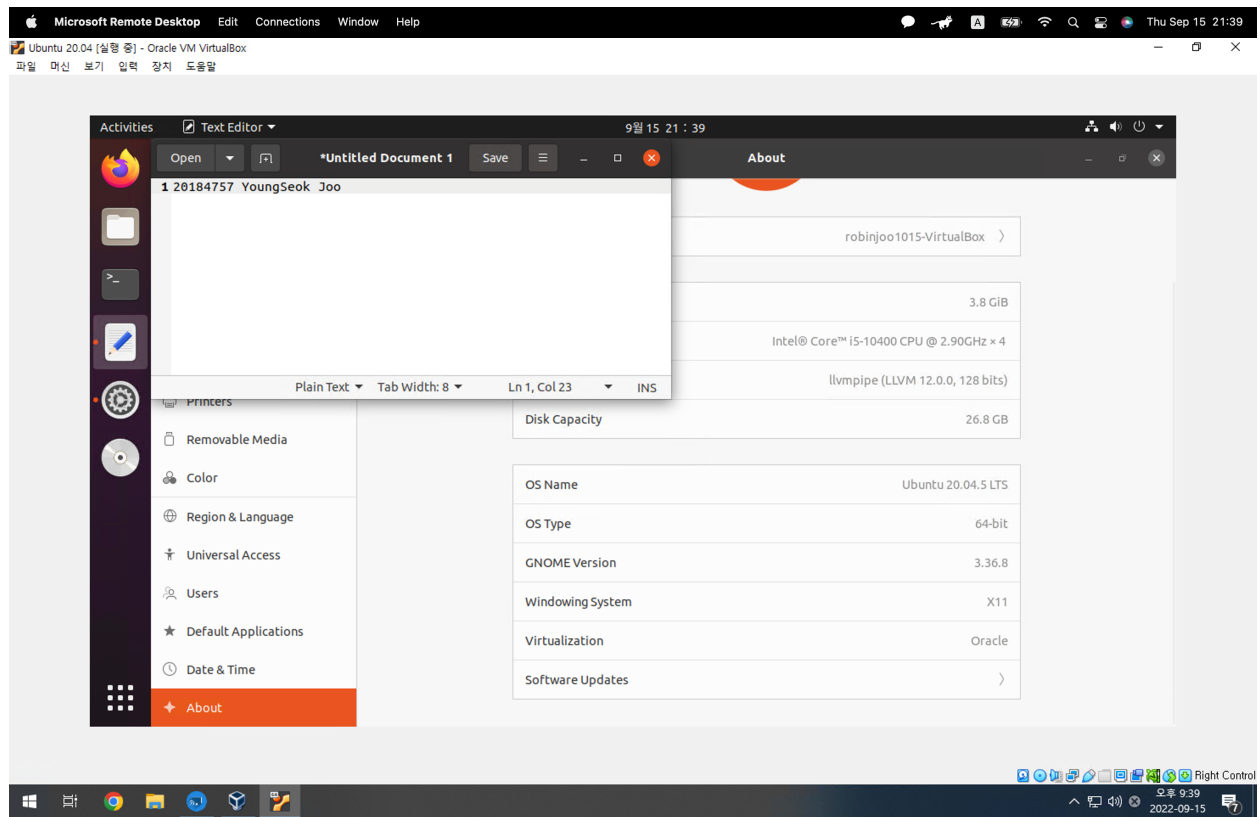 Microsoft Remote Desktop Edit Connections Window Help A Thu Sep 15 21:39
Ubuntu 20.04 [실행 중] - Oracle VM VirtualBox
파일 머신 보기 입력 장치 도움말
Activities Text Editor 9월 15 21 : 39
Open *Untitled Document 1 Save About
1 20184757 YoungSeok Joo
robinjoo1015-VirtualBox
3.8 GiB
Intel® Core™ i5-10400 CPU @ 2.90GHz × 4
llvmpipe (LLVM 12.0.0, 128 bits)
Plain Text Tab Width: 8 Ln 1, Col 23 INS
Printers
Disk Capacity 26.8 GB
Removable Media
Color
OS Name Ubuntu 20.04.5 LTS
Region & Language
OS Type 64-bit
Universal Access
GNOME Version 3.36.8
Users
Windowing System X11
Default Applications
Virtualization Oracle
Date & Time
Software Updates
About
Right Control
오후 9:39
2022-09-15
7